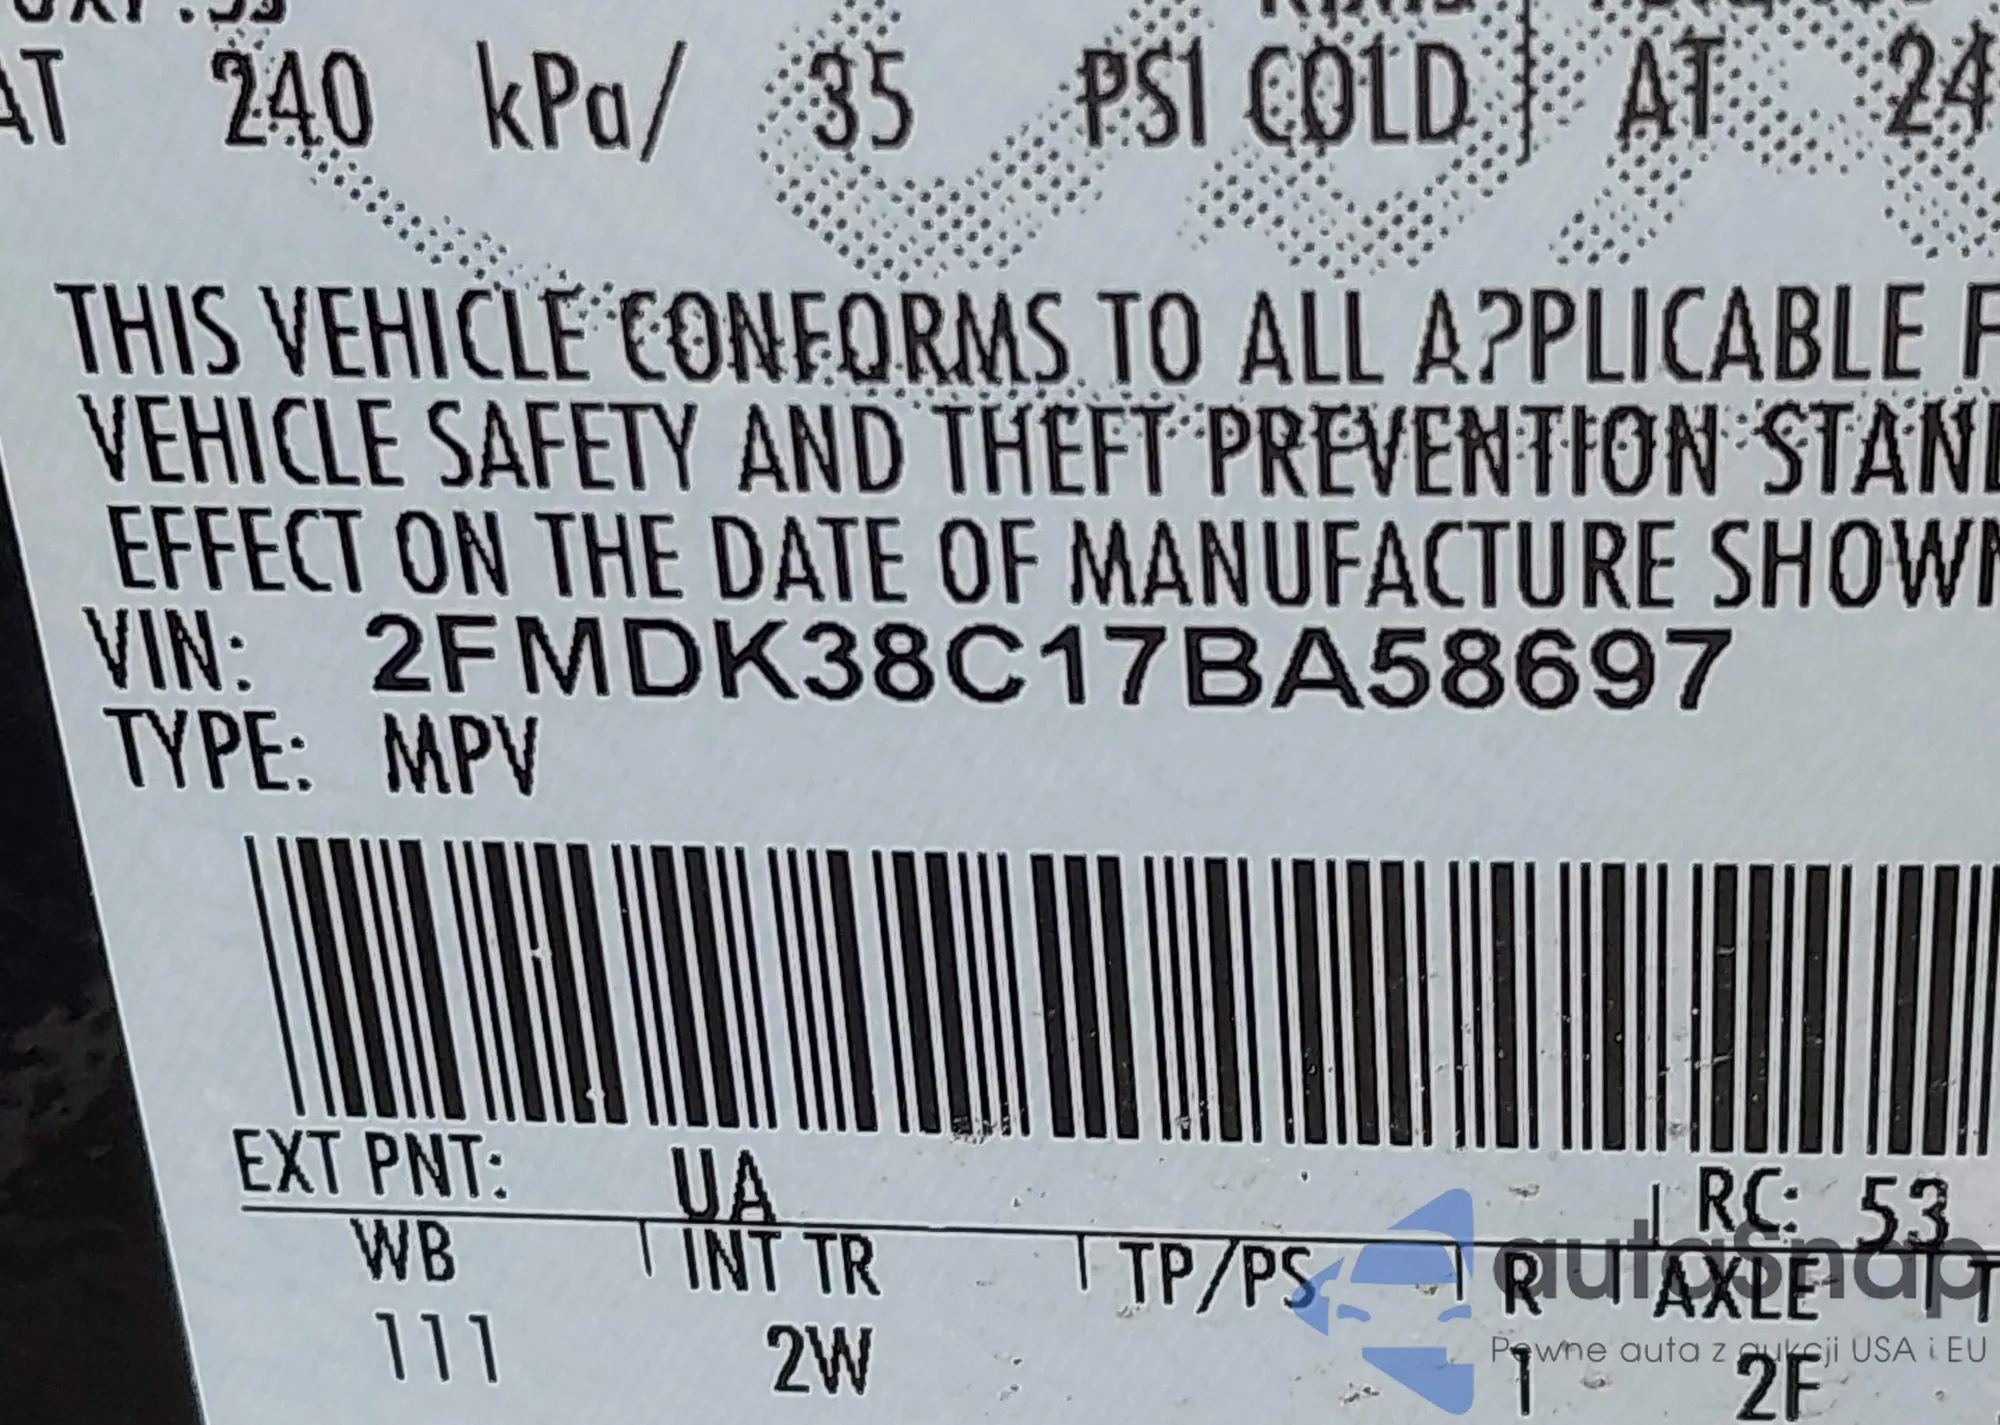 AT 240 kPa/ 35 PSI COLD AT 24
THIS VEHICLE CONFORMS TO ALL A?PLICABLE F
VEHICLE SAFETY AND THEFT PREVENTION STAND
EFFECT ON THE DATE OF MANUFACTURE SHOWN
VIN: 2FMDK38C17BA58697
TYPE: MPV
EXT PNT: UA RC: 53
WB INT TR TP/PS R AXLE T
111 2W 1 2F
autoSnap
Pewne auta z aukcji USA i EU